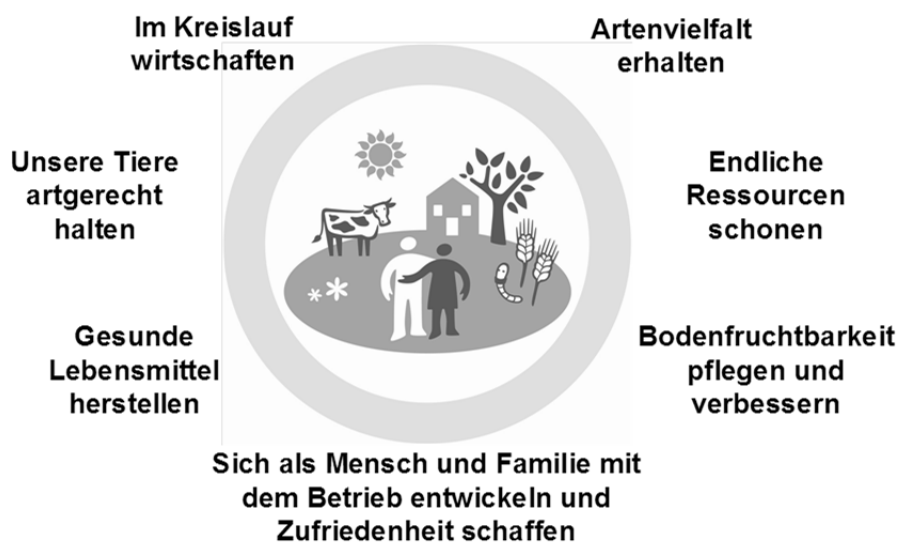 Im Kreislauf
wirtschaften
Artenvielfalt
erhalten
Unsere Tiere
artgerecht
halten
Endliche
Ressourcen
schonen
Gesunde
Lebensmittel
herstellen
Bodenfruchtbarkeit
pflegen und
verbessern
Sich als Mensch und Familie mit
dem Betrieb entwickeln und
Zufriedenheit schaffen